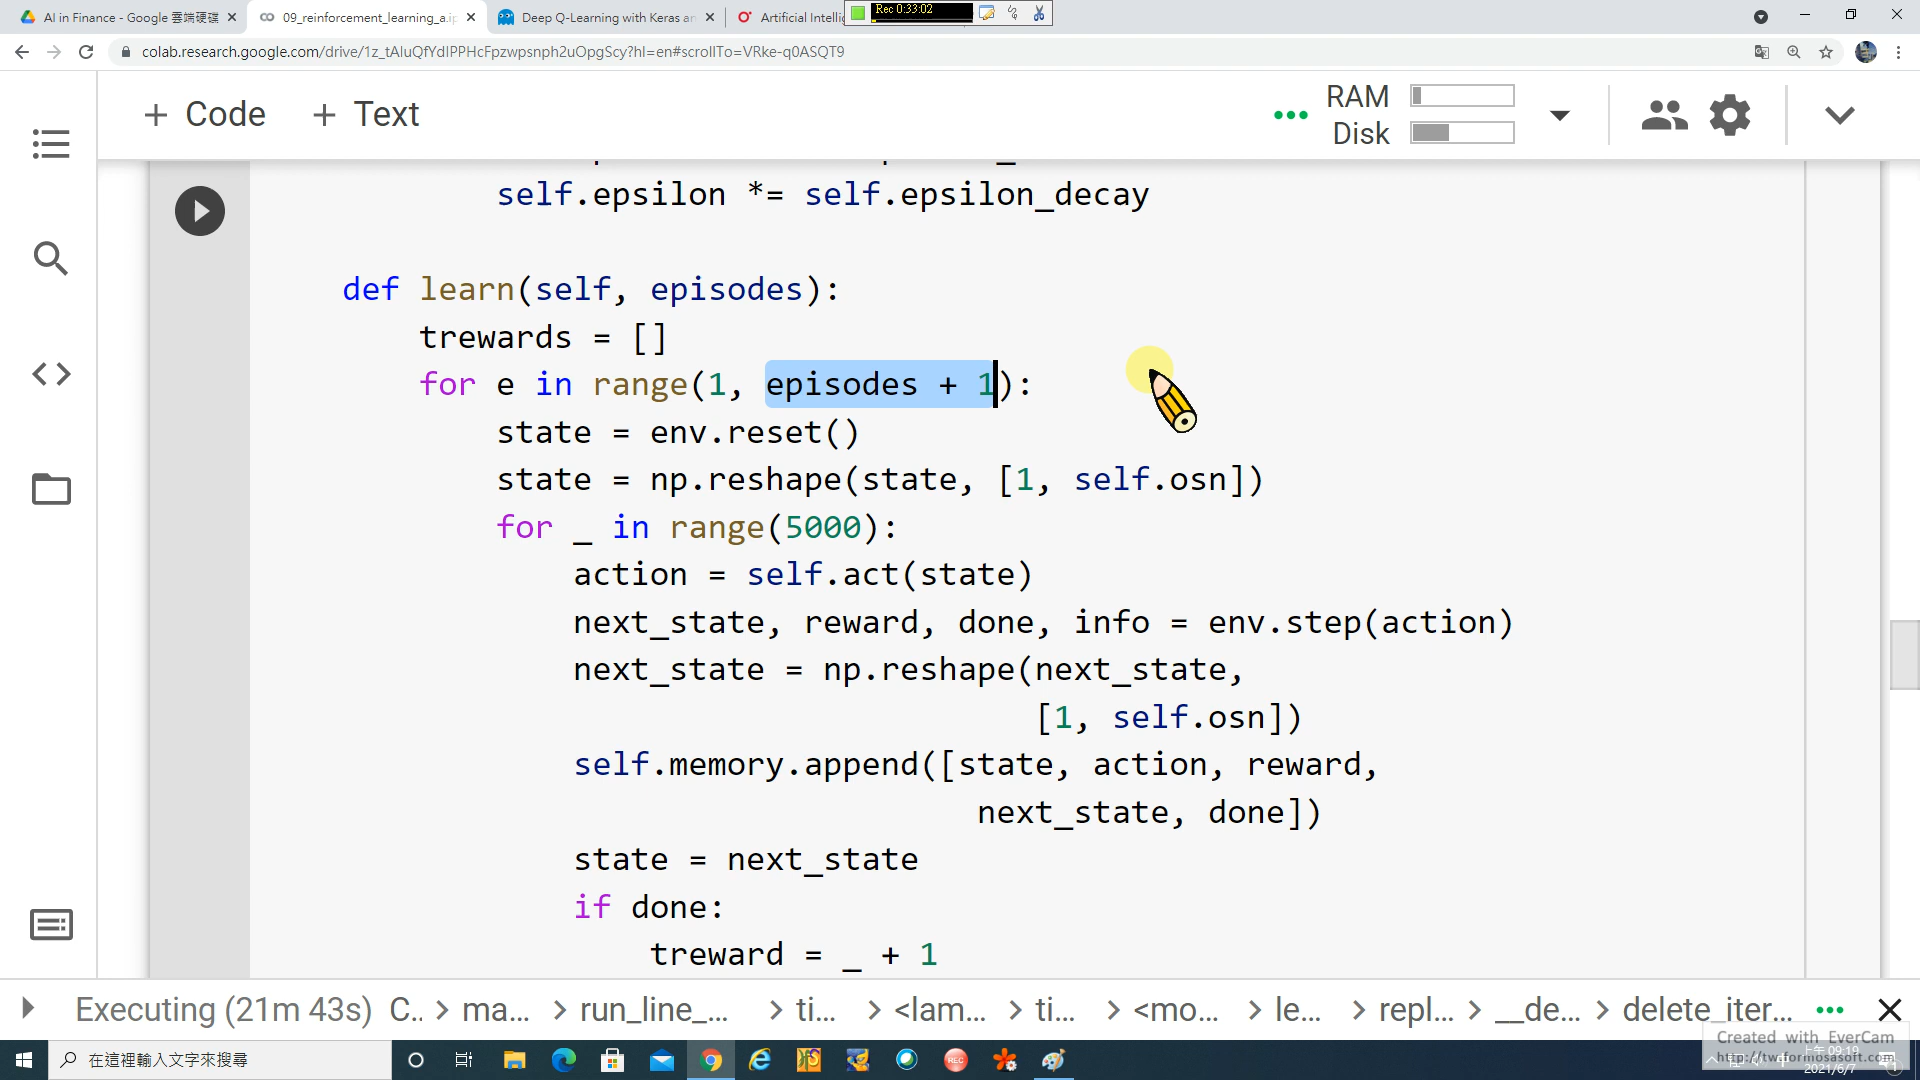 AI in Finance - Google 雲端硬碟
09_reinforcement_learning_a.ip
Deep Q-Learning with Keras an
Artificial Intelli
Rec 0:33:02
colab.research.google.com/drive/1z_tAluQfYdlPPHcFpzwpsnph2uOpgScy?hl=en#scrollTo=VRke-q0ASQT9
+ Code + Text
RAM
Disk
self.epsilon *= self.epsilon_decay
def learn(self, episodes):
trewards = []
for e in range(1, episodes + 1):
state = env.reset()
state = np.reshape(state, [1, self.osn])
for _ in range(5000):
action = self.act(state)
next_state, reward, done, info = env.step(action)
next_state = np.reshape(next_state,
[1, self.osn])
self.memory.append([state, action, reward,
next_state, done])
state = next_state
if done:
treward = _ + 1
Executing (21m 43s) C.. > ma... > run_line_... > ti... > <lam... > ti... > <mo... > le... > repl... > __de... > delete_iter...
Created with EverCam
在這裡輸入文字來搜尋
2021/6/7